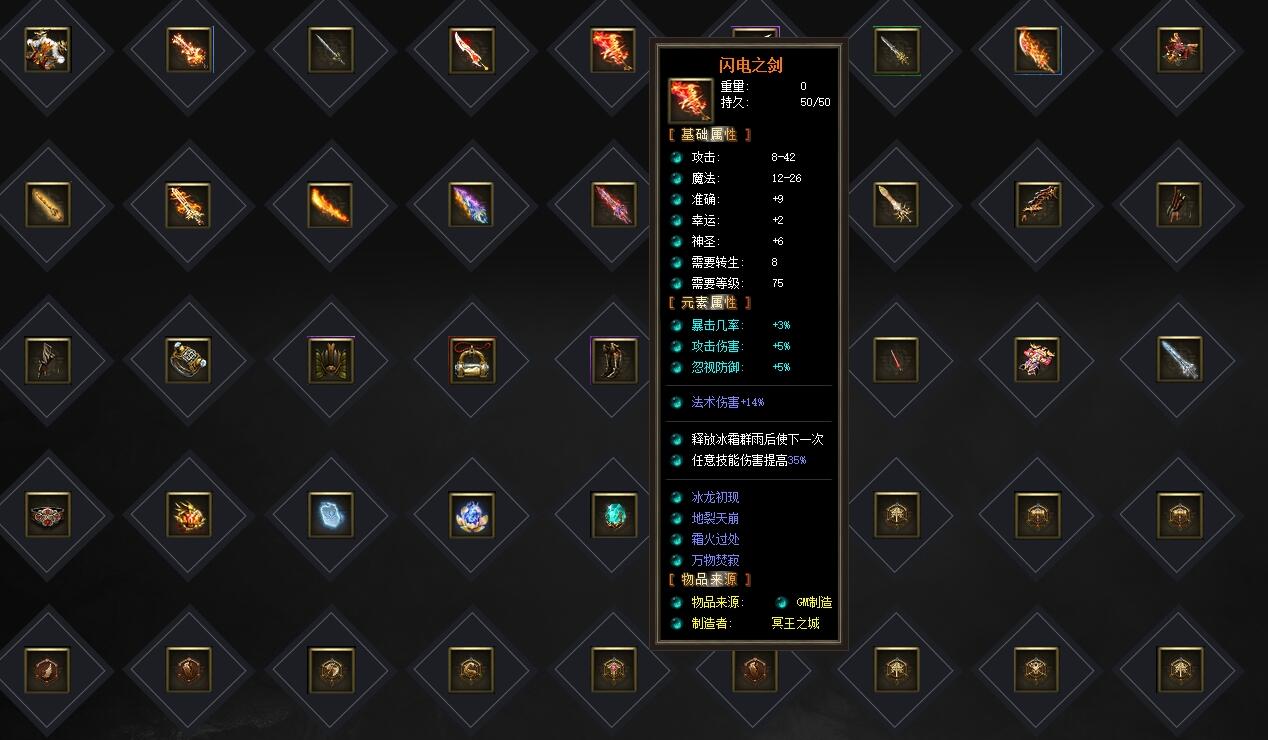 闪电之剑
重量: 0
持久: 50/50
[ 基础属性 ]
攻击: 8-42
魔法: 12-26
准确: +9
幸运: +2
神圣: +6
需要转生: 8
需要等级: 75
[ 元素属性 ]
暴击几率: +3%
攻击伤害: +5%
忽视防御: +5%
法术伤害+14%
释放冰霜群雨后使下一次
任意技能伤害提高35%
冰龙初现
地裂天崩
霜火过处
万物焚寂
[ 物品来源 ]
物品来源: GM制造
制造者: 冥王之城